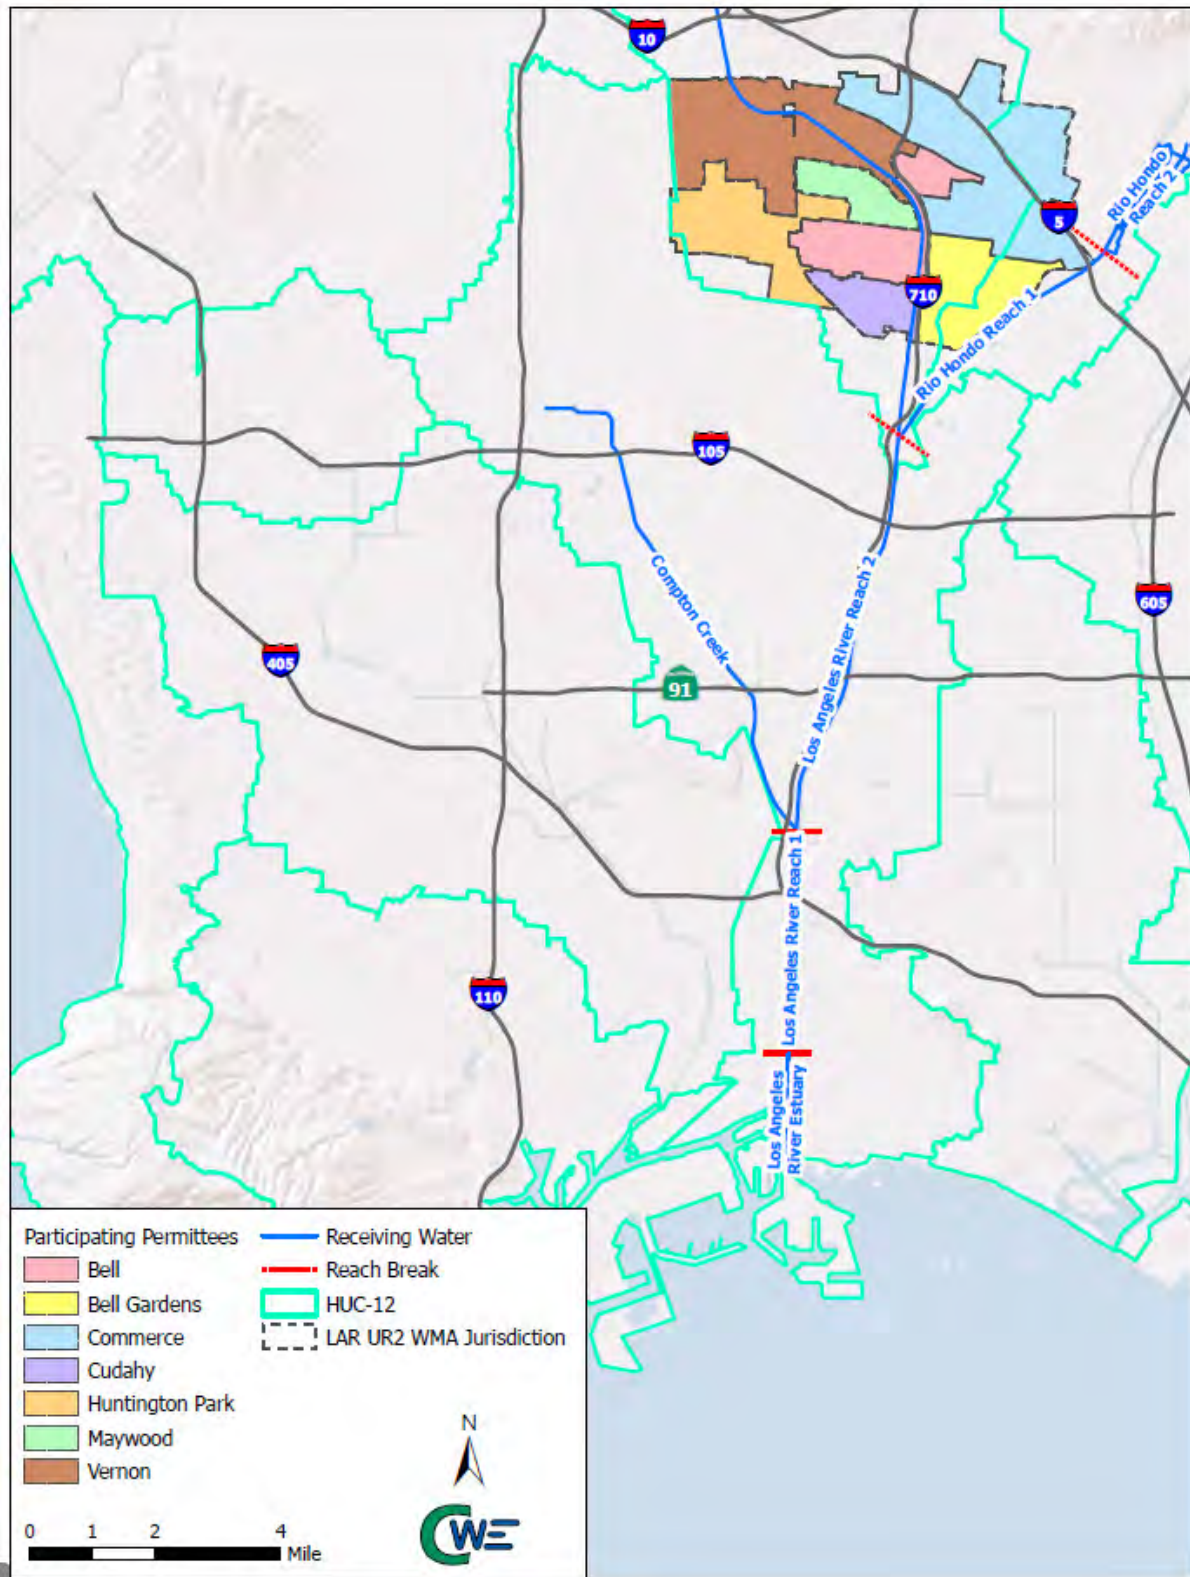 10
5
Rio Hondo
Reach 2
710
Rio Hondo Reach 1
105
605
Compton Creek
Los Angeles River Reach 2
405
91
Los Angeles River Reach 1
110
Los Angeles
River Estuary
Participating Permittees
Bell
Bell Gardens
Commerce
Cudahy
Huntington Park
Maywood
Vernon
Receiving Water
Reach Break
HUC-12
LAR UR2 WMA Jurisdiction
N
CWE
0 1 2 4
Mile